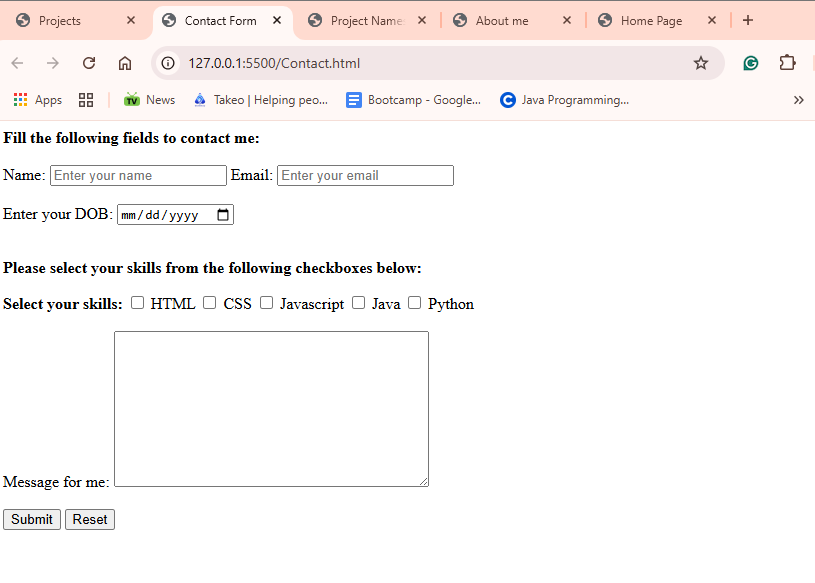 Projects Contact Form Project Name About me Home Page
127.0.0.1:5500/Contact.html
Apps News Takeo | Helping peo... Bootcamp - Google... Java Programming...
Fill the following fields to contact me:
Name: Enter your name Email: Enter your email
Enter your DOB: mm/dd/yyyy
Please select your skills from the following checkboxes below:
Select your skills: HTML CSS Javascript Java Python
Message for me:
Submit Reset